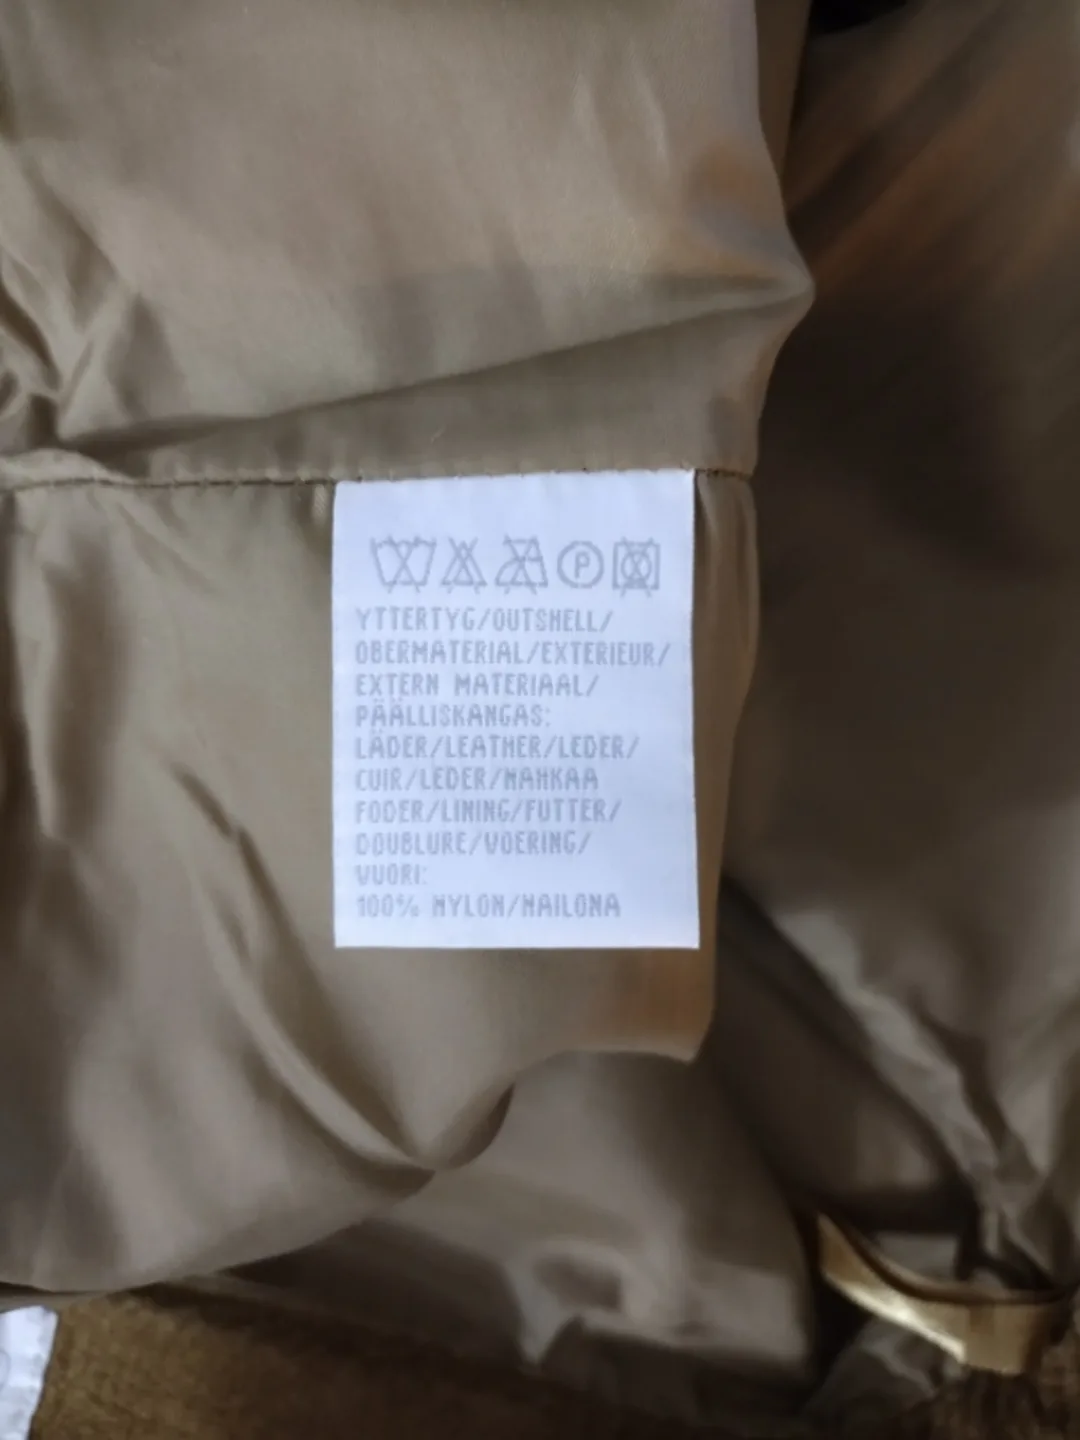 P
YTTERTYG/OUTSHELL/
OBERMATERIAL/EXTERIEUR/
EXTERN MATERIAAL/
PÄÄLLISKANGAS:
LÄDER/LEATHER/LEDER/
CUIR/LEDER/NAHKAA
FODER/LINING/FUTTER/
DOUBLURE/VOERING/
VUORI:
100% NYLON/NAILONA